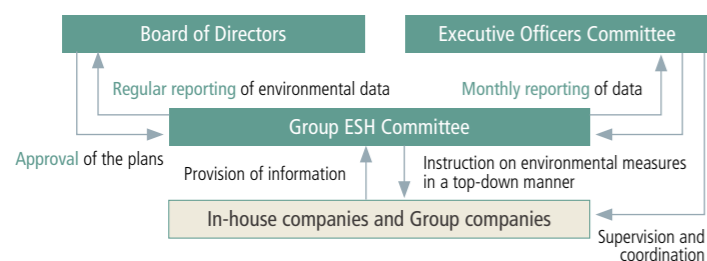 Board of Directors
Executive Officers Committee
Regular reporting of environmental data
Monthly reporting of data
Group ESH Committee
Approval of the plans
Provision of information
Instruction on environmental measures
in a top-down manner
In-house companies and Group companies
Supervision and
coordination